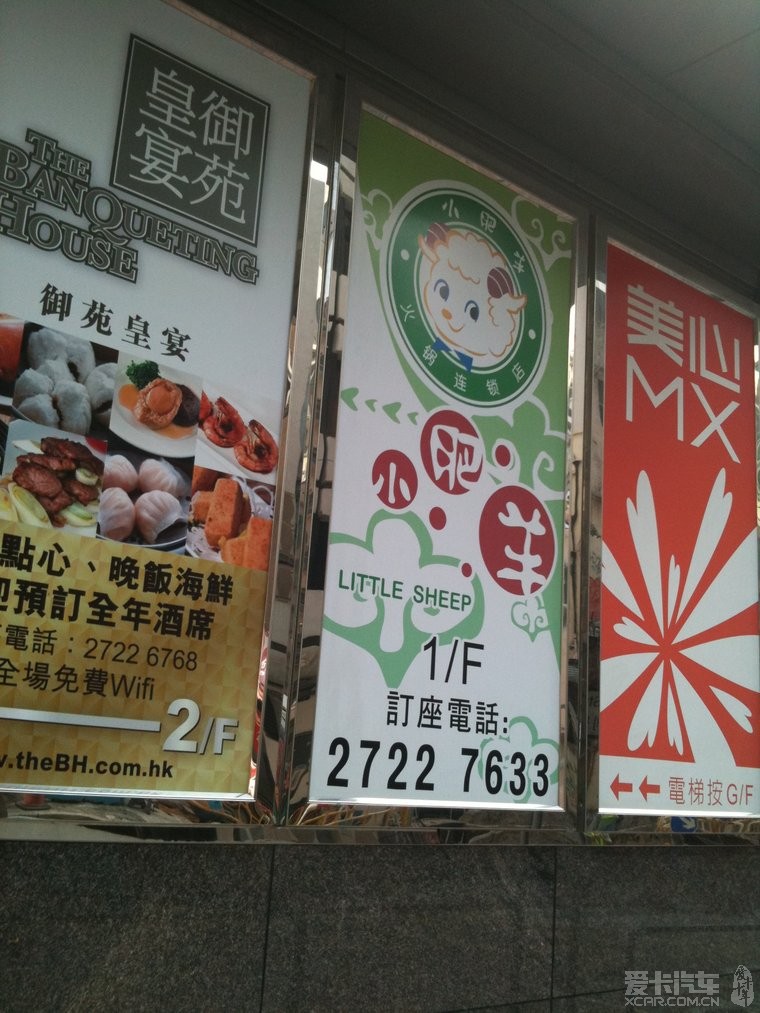 御苑
皇宴
THE
BANQUETING
HOUSE
御苑皇宴
點心、晚飯海鮮
預訂全年酒席
電話：2722 6768
全場免費Wifi
2/F
.theBH.com.hk
小肥羊
火锅连锁店
小肥羊
LITTLE SHEEP
1/F
訂座電話:
2722 7633
美心
MX
電梯按G/F
爱卡汽车
XCAR.COM.CN